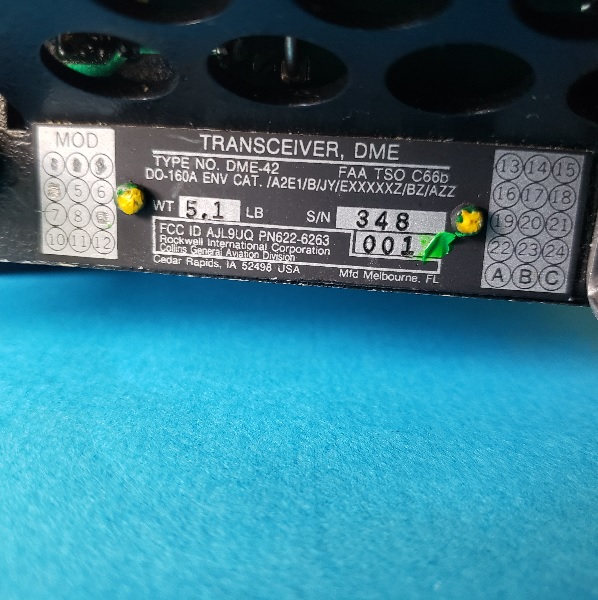 MOD
5 6
7 8
10 11 12
TRANSCEIVER, DME
TYPE NO. DME-42 FAA TSO C66b
DO-160A ENV CAT. /A2E1/B/JY/EXXXXXZ/BZ/AZZ
WT 5.1 LB S/N 348
FCC ID AJL9UQ PN622-6263 001
Rockwell International Corporation
Collins General Aviation Division
Cedar Rapids, IA 52498 USA Mfd Melbourne, FL
13 14 15
16 17 18
19 20 21
22 23 24
A B C